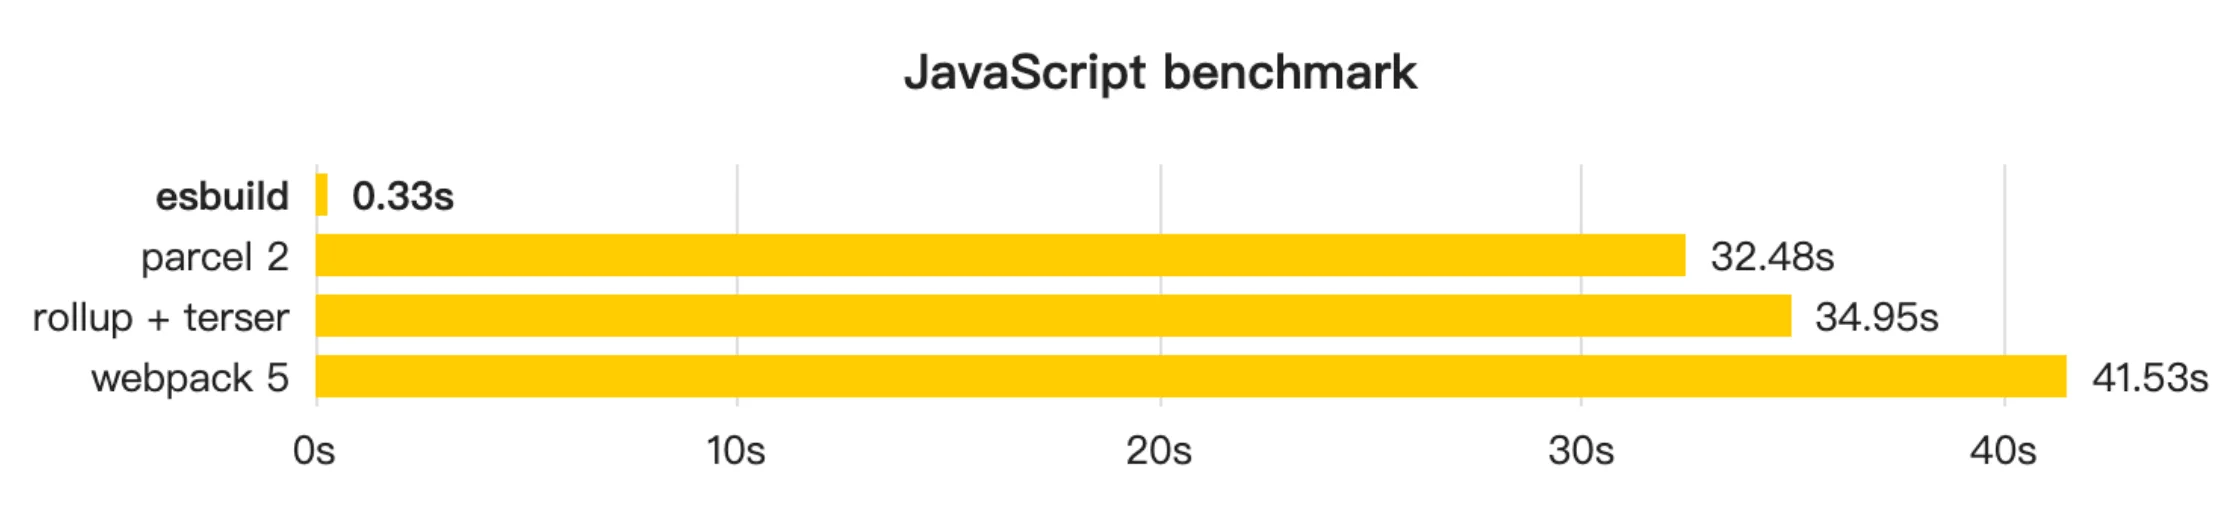 JavaScript benchmark
esbuild 0.33s
parcel 2 32.48s
rollup + terser 34.95s
webpack 5 41.53s
0s 10s 20s 30s 40s